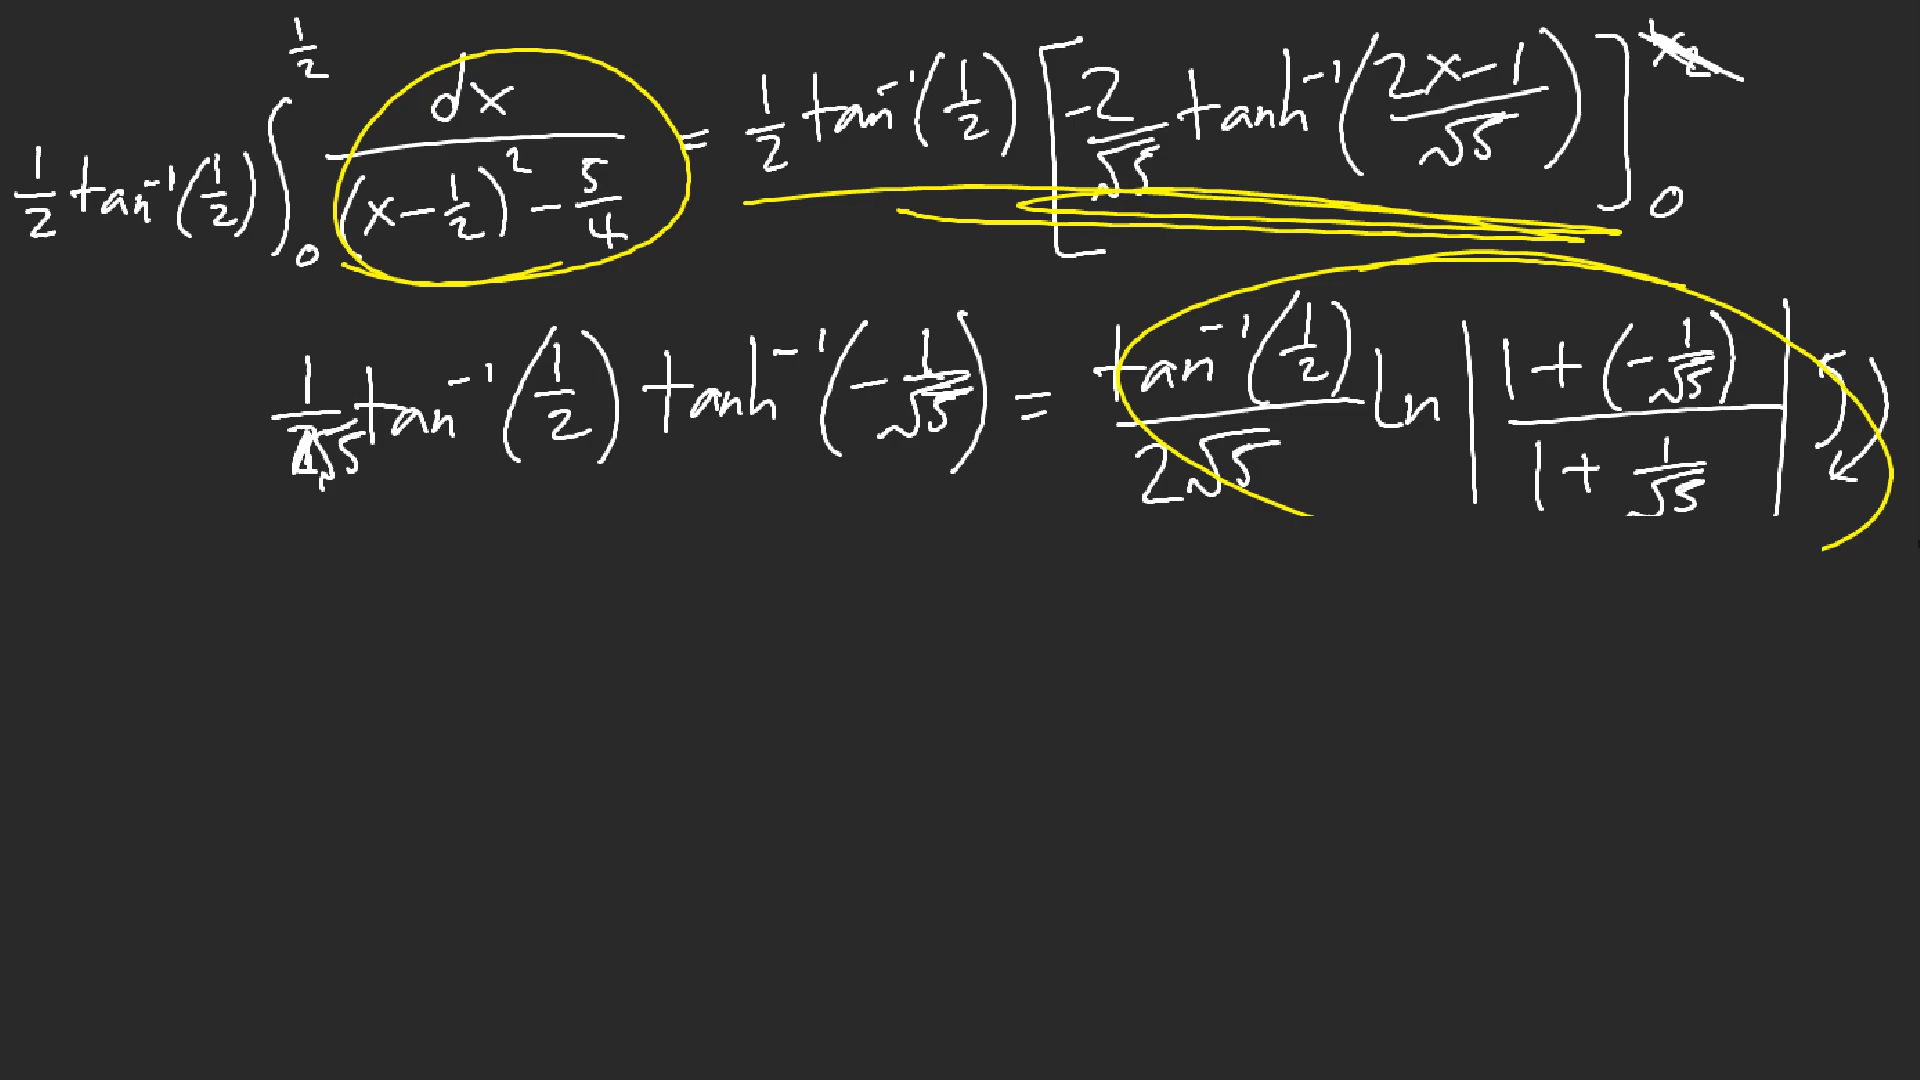 1/2 tan⁻¹(1/2) ∫₀^(1/2) dx / ((x-1/2)² - 5/4) = 1/2 tan⁻¹(1/2) [-2/√5 tanh⁻¹((2x-1)/√5)]₀
1/√5 tan⁻¹(1/2) tanh⁻¹(-1/√5) = tan⁻¹(1/2)/(2√5) ln |(1+(-1/√5))/(1+1/√5)|